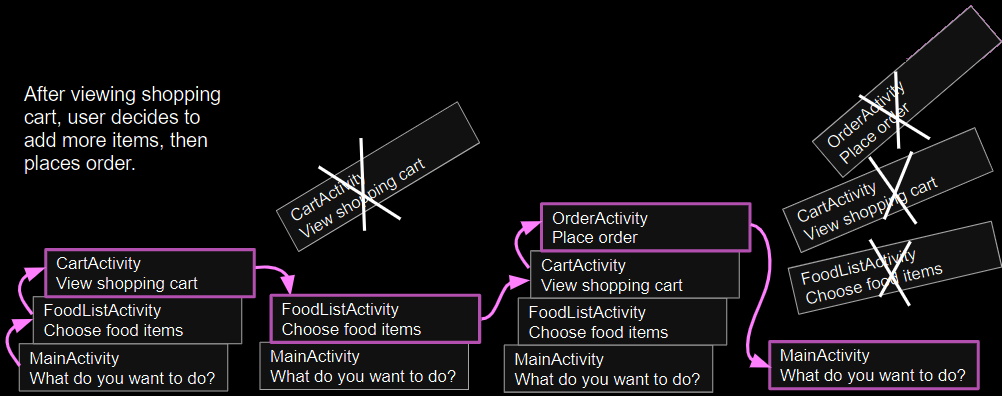 After viewing shopping
cart, user decides to
add more items, then
places order.
CartActivity
View shopping cart
FoodListActivity
Choose food items
MainActivity
What do you want to do?
CartActivity
View shopping cart
FoodListActivity
Choose food items
MainActivity
What do you want to do?
OrderActivity
Place order
CartActivity
View shopping cart
FoodListActivity
Choose food items
MainActivity
What do you want to do?
OrderActivity
Place order
CartActivity
View shopping cart
FoodListActivity
Choose food items
MainActivity
What do you want to do?